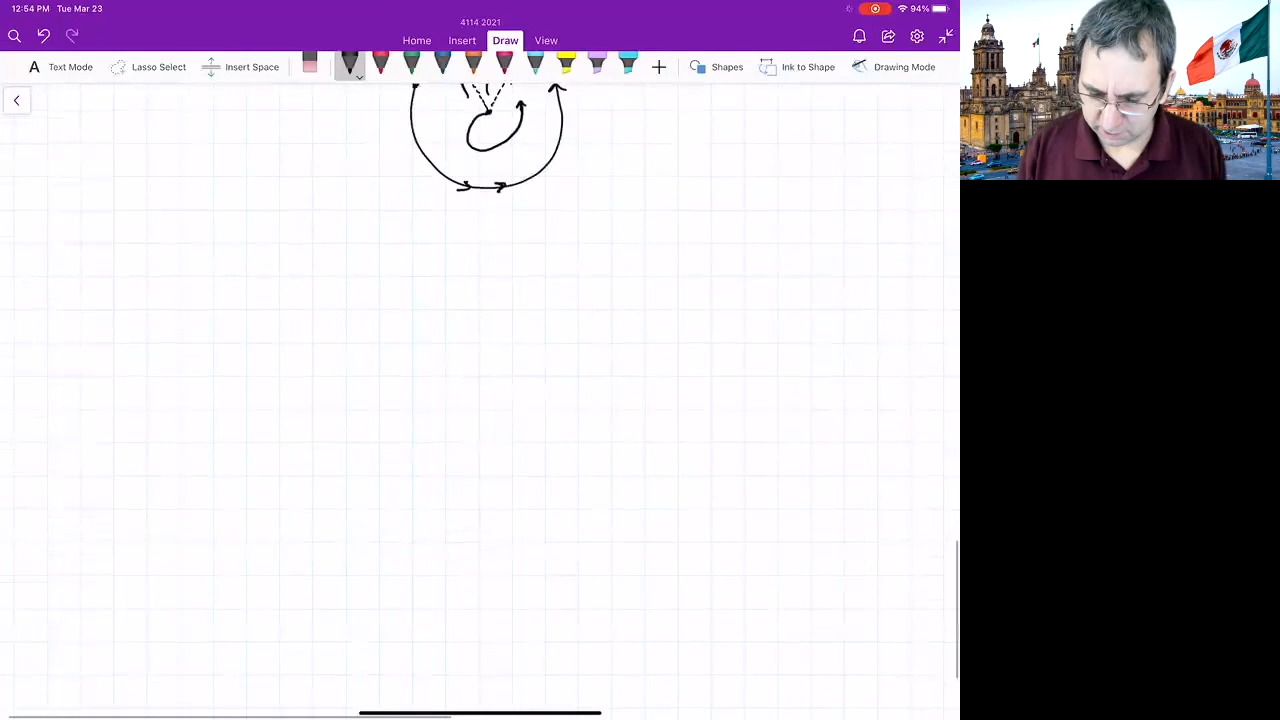 12:54 PM Tue Mar 23
94%
4114 2021
Home Insert Draw View
A Text Mode Lasso Select Insert Space Shapes Ink to Shape Drawing Mode